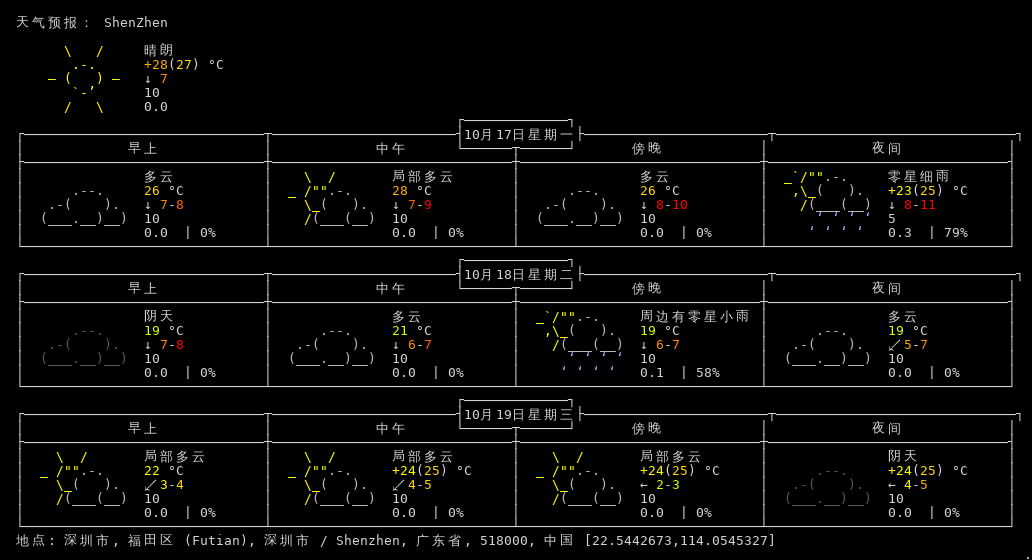 天气预报: ShenZhen
晴朗
+28(27) °C
↓ 7
10
0.0
10月17日星期一
早上 中午 傍晚 夜间
多云 局部多云 多云 零星细雨
26 °C 28 °C 26 °C +23(25) °C
↓ 7-8 ↓ 7-9 ↓ 8-10 ↓ 8-11
10 10 10 5
0.0 | 0% 0.0 | 0% 0.0 | 0% 0.3 | 79%
10月18日星期二
早上 中午 傍晚 夜间
阴天 多云 周边有零星小雨 多云
19 °C 21 °C 19 °C 19 °C
↓ 7-8 ↓ 6-7 ↓ 6-7 ↙ 5-7
10 10 10 10
0.0 | 0% 0.0 | 0% 0.1 | 58% 0.0 | 0%
10月19日星期三
早上 中午 傍晚 夜间
局部多云 局部多云 局部多云 阴天
22 °C +24(25) °C +24(25) °C +24(25) °C
↙ 3-4 ↙ 4-5 ← 2-3 ← 4-5
10 10 10 10
0.0 | 0% 0.0 | 0% 0.0 | 0% 0.0 | 0%
地点: 深圳市, 福田区 (Futian), 深圳市 / Shenzhen, 广东省, 518000, 中国 [22.5442673,114.0545327]